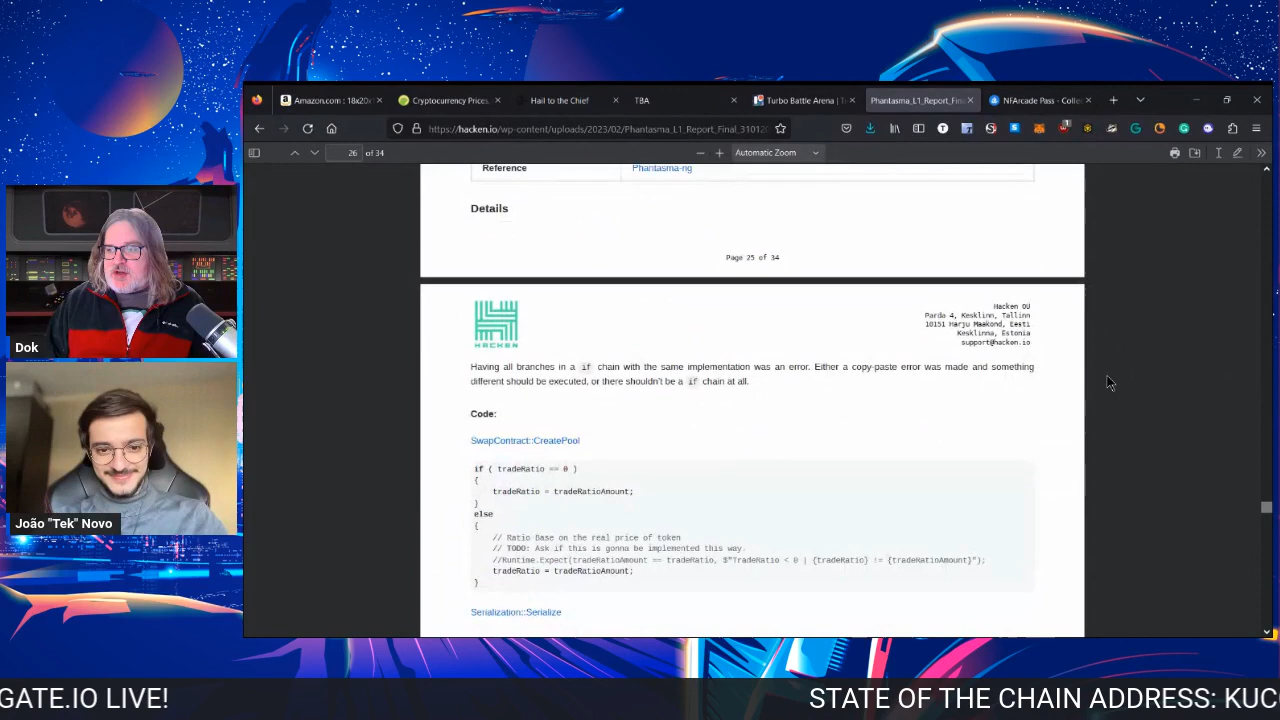 Amazon.com : 18x20x1
Cryptocurrency Prices,
Hail to the Chief
TBA
Turbo Battle Arena | T
Phantasma_L1_Report_Fina
NFArcade Pass - Collec
https://hacken.io/wp-content/uploads/2023/02/Phantasma_L1_Report_Final_31012
26 of 34
Automatic Zoom
Reference Phantasma-ng
Details
Page 25 of 34
HACKEN
Hacken OÜ
Parda 4, Kesklinn, Tallinn
10151 Harju Maakond, Eesti
Kesklinna, Estonia
support@hacken.io
Having all branches in a if chain with the same implementation was an error. Either a copy-paste error was made and something
different should be executed, or there shouldn't be a if chain at all.
Code:
SwapContract::CreatePool
if ( tradeRatio == 0 )
{
tradeRatio = tradeRatioAmount;
}
else
{
// Ratio Base on the real price of token
// TODO: Ask if this is gonna be implemented this way.
//Runtime.Expect(tradeRatioAmount == tradeRatio, $"TradeRatio < 0 | {tradeRatio} != {tradeRatioAmount}");
tradeRatio = tradeRatioAmount;
}
Serialization::Serialize
Dok
João "Tek" Novo
GATE.IO LIVE! STATE OF THE CHAIN ADDRESS: KUC